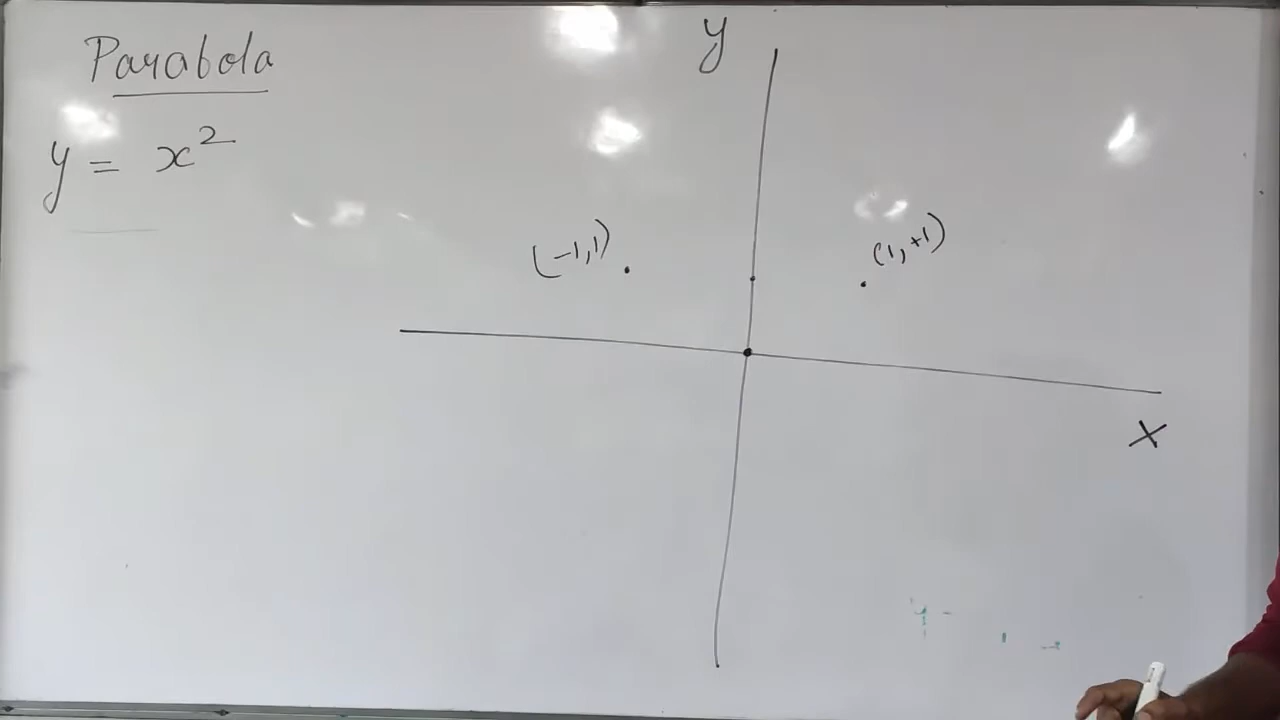 Parabola
y
y = x²
(-1,1)
(1,+1)
X